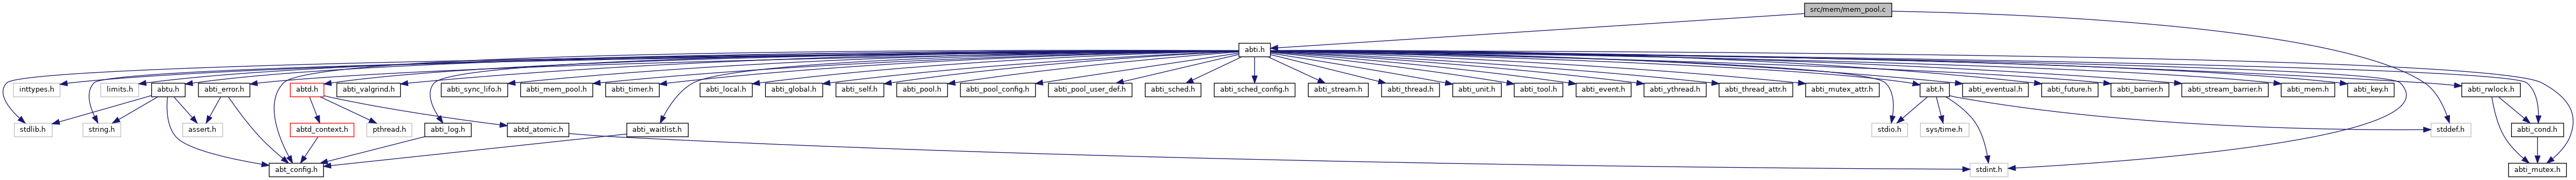 src/mem/mem_pool.c
abti.h
inttypes.h
limits.h
abtu.h
abti_error.h
abtd.h
abti_valgrind.h
abti_sync_lifo.h
abti_mem_pool.h
abti_timer.h
abti_local.h
abti_global.h
abti_self.h
abti_pool.h
abti_pool_config.h
abti_pool_user_def.h
abti_sched.h
abti_sched_config.h
abti_stream.h
abti_thread.h
abti_unit.h
abti_tool.h
abti_event.h
abti_ythread.h
abti_thread_attr.h
abti_mutex_attr.h
abt.h
abti_eventual.h
abti_future.h
abti_barrier.h
abti_stream_barrier.h
abti_mem.h
abti_key.h
abti_rwlock.h
stdlib.h
string.h
assert.h
abtd_context.h
pthread.h
abti_log.h
abtd_atomic.h
abti_waitlist.h
stdio.h
sys/time.h
stddef.h
abti_cond.h
abt_config.h
stdint.h
abti_mutex.h